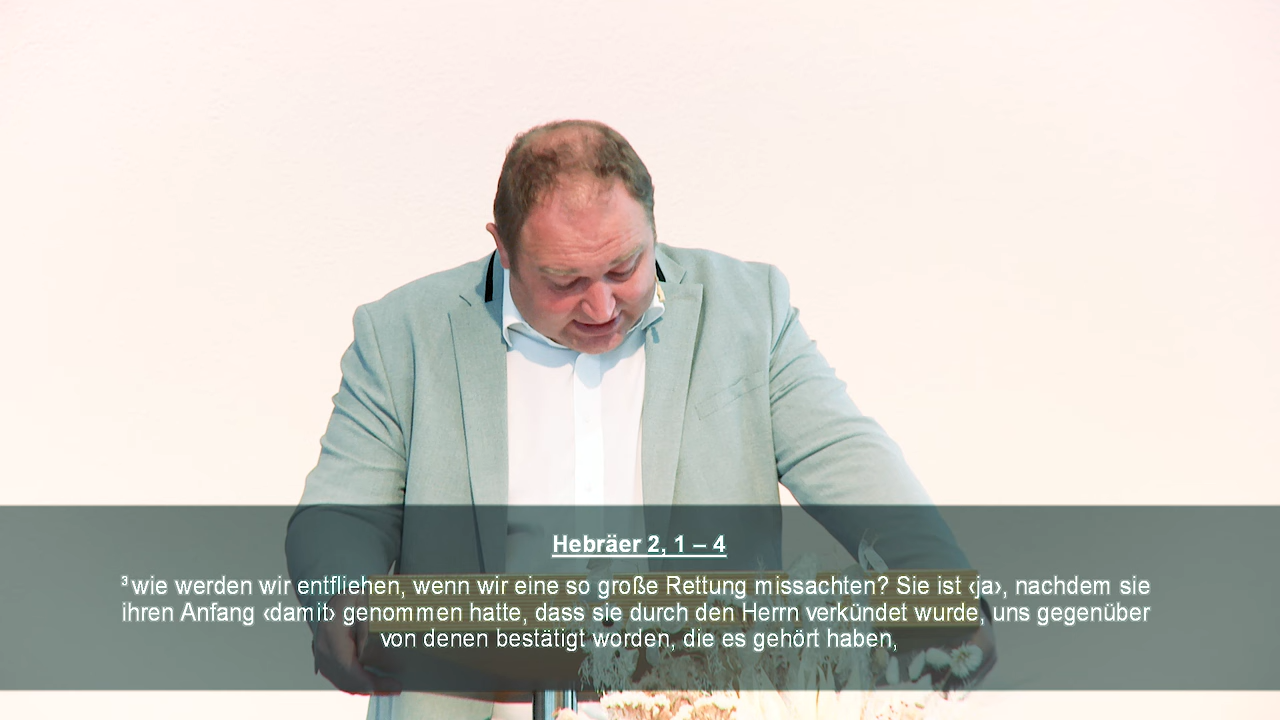 Hebräer 2, 1 – 4
³ wie werden wir entfliehen, wenn wir eine so große Rettung missachten? Sie ist ‹ja›, nachdem sie
ihren Anfang ‹damit› genommen hatte, dass sie durch den Herrn verkündet wurde, uns gegenüber
von denen bestätigt worden, die es gehört haben,